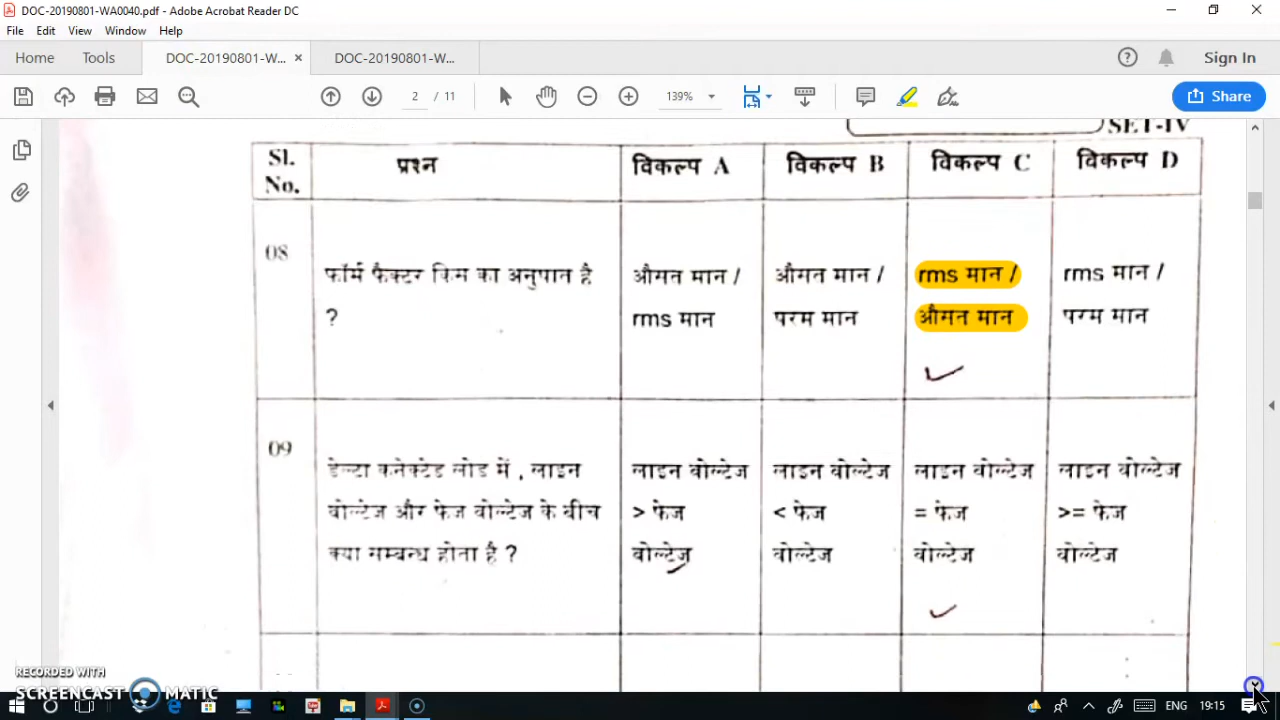 DOC-20190801-WA0040.pdf - Adobe Acrobat Reader DC
File Edit View Window Help
Home Tools DOC-20190801-W... × DOC-20190801-W... Sign In
2 / 11 139% Share
SET-IV
Sl. No. प्रश्न विकल्प A विकल्प B विकल्प C विकल्प D
08
फॉर्म फैक्टर किस का अनुपात है औसत मान / औसत मान / rms मान / rms मान /
? rms मान परम मान औसत मान परम मान
09
डेल्टा कनेक्टेड लोड में , लाइन लाइन वोल्टेज लाइन वोल्टेज लाइन वोल्टेज लाइन वोल्टेज
वोल्टेज और फेज वोल्टेज के बीच > फेज < फेज = फेज >= फेज
क्या सम्बन्ध होता है ? वोल्टेज वोल्टेज वोल्टेज वोल्टेज
RECORDED WITH
SCREENCAST MATIC
ENG 19:15